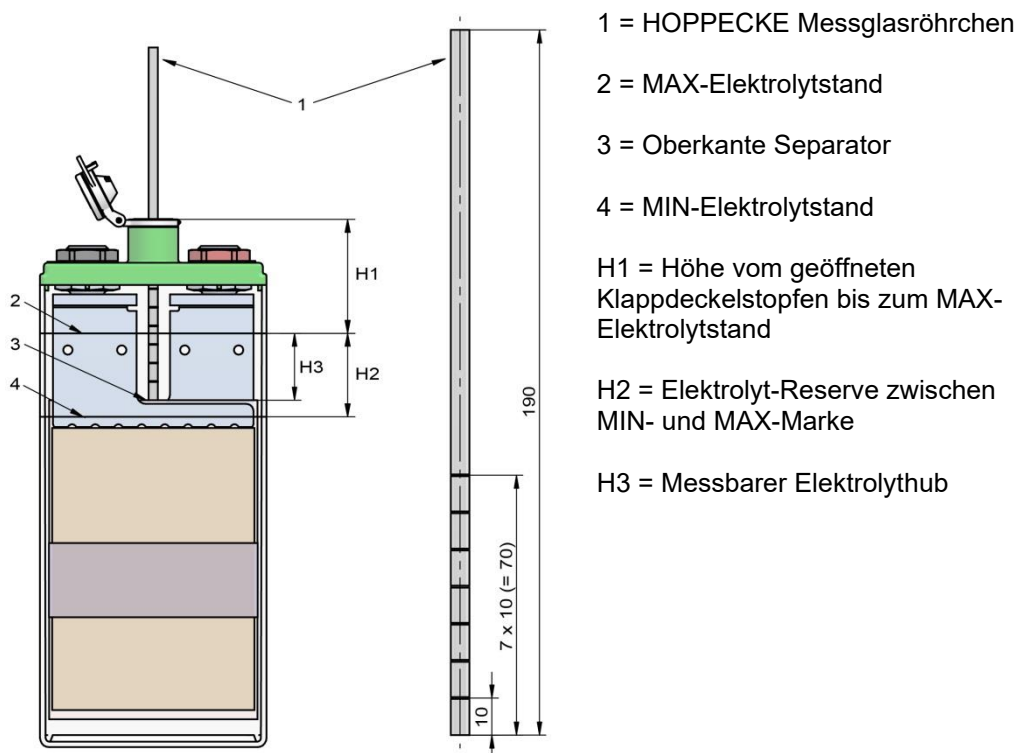 1
2
3
4
H1
H3
H2
190
7 x 10 (= 70)
10
1 = HOPPECKE Messglasröhrchen
2 = MAX-Elektrolytstand
3 = Oberkante Separator
4 = MIN-Elektrolytstand
H1 = Höhe vom geöffneten
Klappdeckelstopfen bis zum MAX-
Elektrolytstand
H2 = Elektrolyt-Reserve zwischen
MIN- und MAX-Marke
H3 = Messbarer Elektrolythub